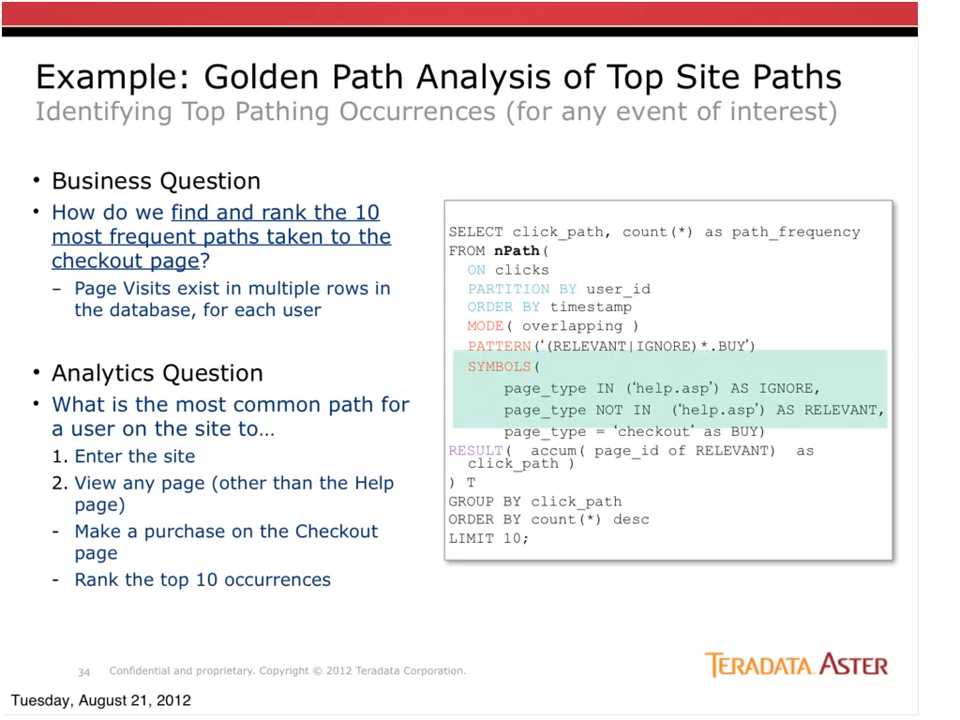 Example: Golden Path Analysis of Top Site Paths
Identifying Top Pathing Occurrences (for any event of interest)
• Business Question
• How do we find and rank the 10
most frequent paths taken to the
checkout page?
– Page Visits exist in multiple rows in
the database, for each user
• Analytics Question
• What is the most common path for
a user on the site to…
1. Enter the site
2. View any page (other than the Help
page)
- Make a purchase on the Checkout
page
- Rank the top 10 occurrences
SELECT click_path, count(*) as path_frequency
FROM nPath(
ON clicks
PARTITION BY user_id
ORDER BY timestamp
MODE( overlapping )
PATTERN(‘(RELEVANT|IGNORE)*.BUY’)
SYMBOLS(
page_type IN (‘help.asp’) AS IGNORE,
page_type NOT IN (‘help.asp’) AS RELEVANT,
page_type = ‘checkout’ as BUY)
RESULT( accum( page_id of RELEVANT) as
click_path )
) T
GROUP BY click_path
ORDER BY count(*) desc
LIMIT 10;
34 Confidential and proprietary. Copyright © 2012 Teradata Corporation.
TERADATA ASTER
Tuesday, August 21, 2012